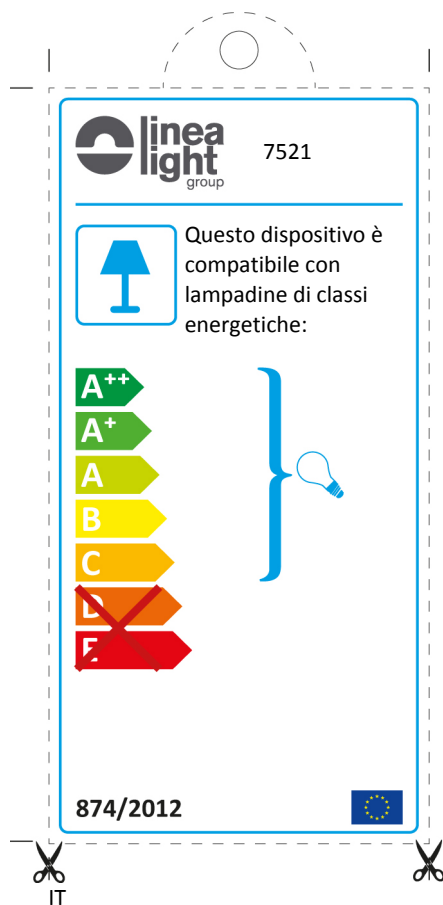 linea
light
group
7521
Questo dispositivo è
compatibile con
lampadine di classi
energetiche:
A++
A+
A
B
C
D
E
874/2012
IT